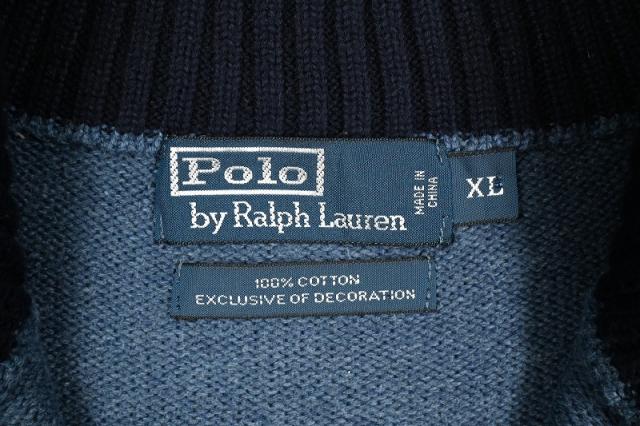 Polo
by Ralph Lauren
MADE IN
CHINA
XL
100% COTTON
EXCLUSIVE OF DECORATION